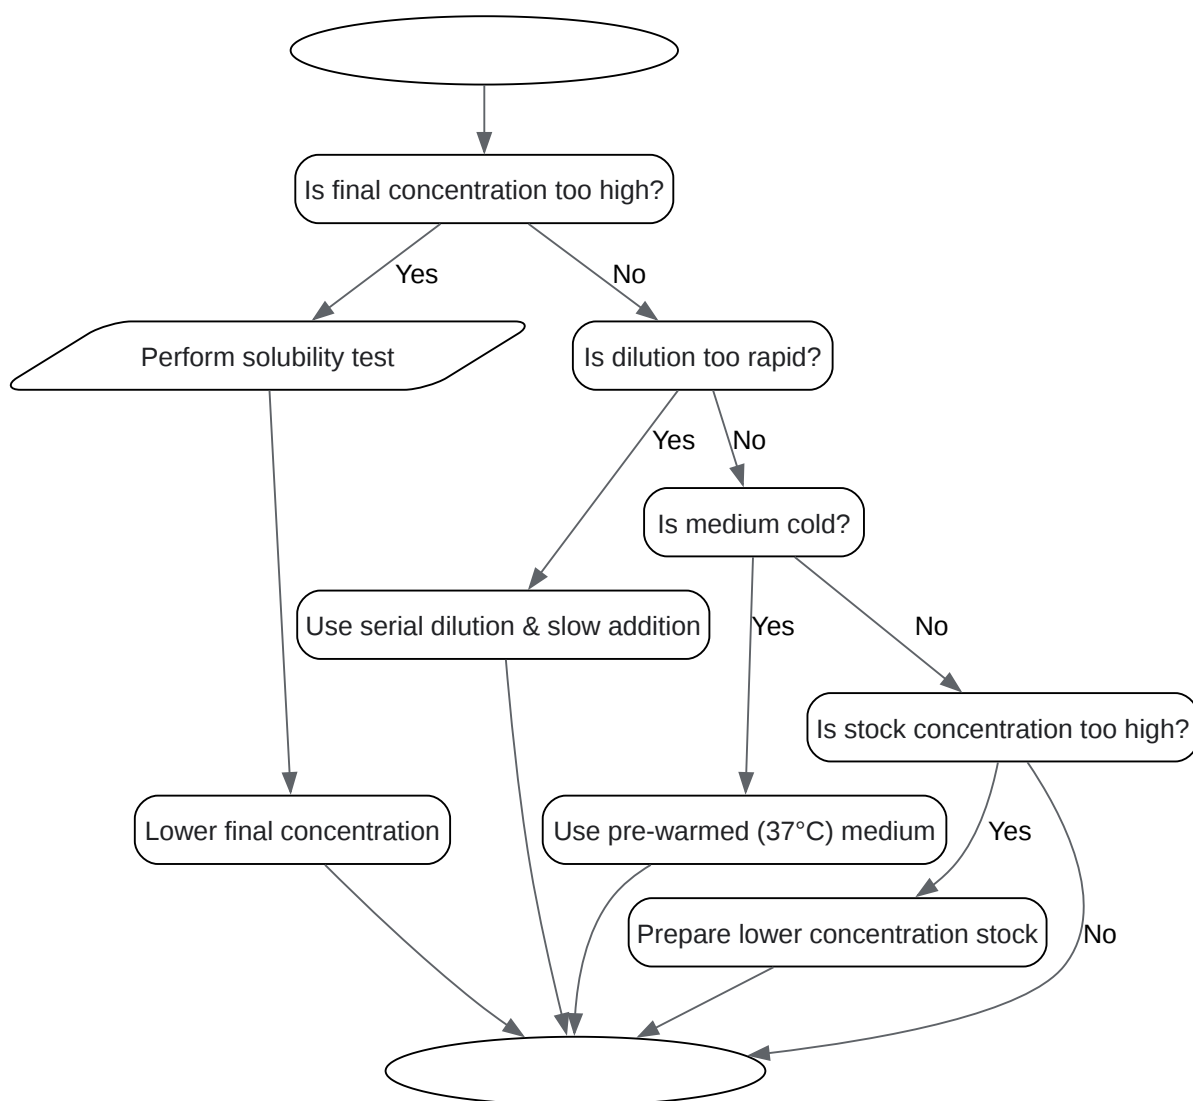 Is final concentration too high?
Yes
No
Perform solubility test
Is dilution too rapid?
Yes
No
Is medium cold?
Use serial dilution & slow addition
Yes
No
Is stock concentration too high?
Lower final concentration
Use pre-warmed (37°C) medium
Yes
Prepare lower concentration stock
No